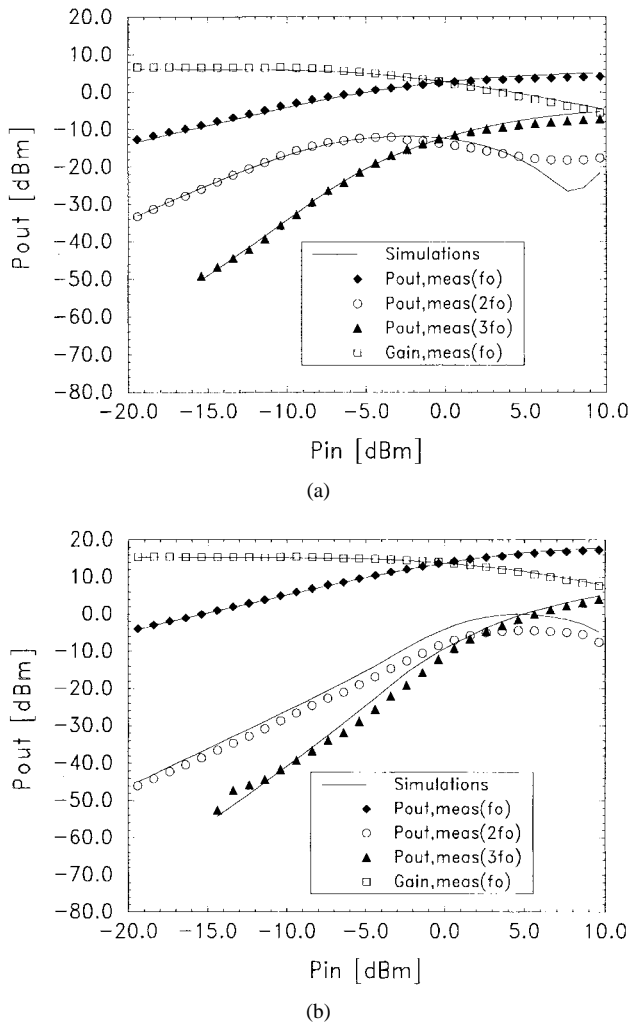 20.0
10.0
0.0
-10.0
-20.0
-30.0
-40.0
-50.0
-60.0
-70.0
-80.0
Pout [dBm]
Simulations
Pout,meas(fo)
Pout,meas(2fo)
Pout,meas(3fo)
Gain,meas(fo)
-20.0 -15.0 -10.0 -5.0 0.0 5.0 10.0
Pin [dBm]
(a)
20.0
10.0
0.0
-10.0
-20.0
-30.0
-40.0
-50.0
-60.0
-70.0
-80.0
Pout [dBm]
Simulations
Pout,meas(fo)
Pout,meas(2fo)
Pout,meas(3fo)
Gain,meas(fo)
-20.0 -15.0 -10.0 -5.0 0.0 5.0 10.0
Pin [dBm]
(b)